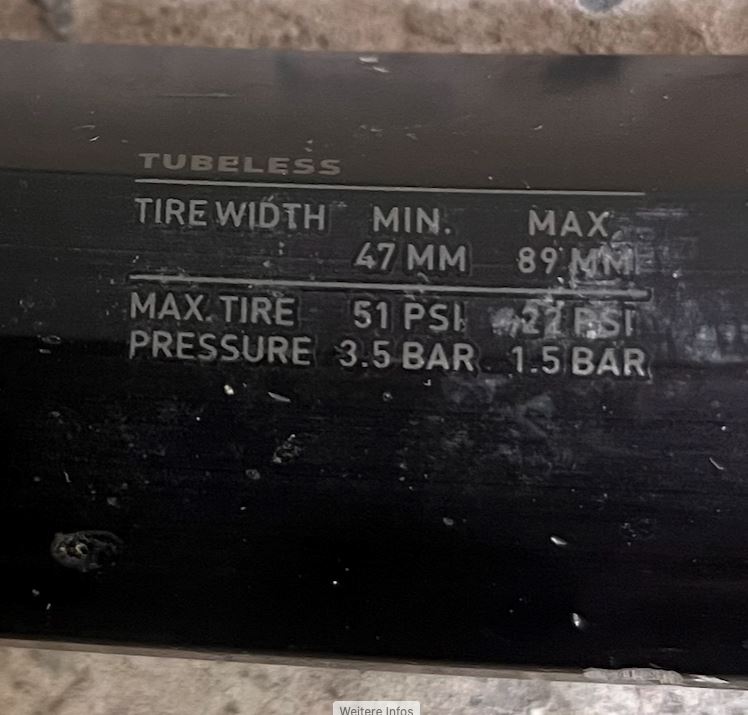 TUBELESS
TIRE WIDTH MIN. MAX.
47 MM 89 MM
MAX. TIRE 51 PSI 22 PSI
PRESSURE 3.5 BAR 1.5 BAR
Weitere Infos